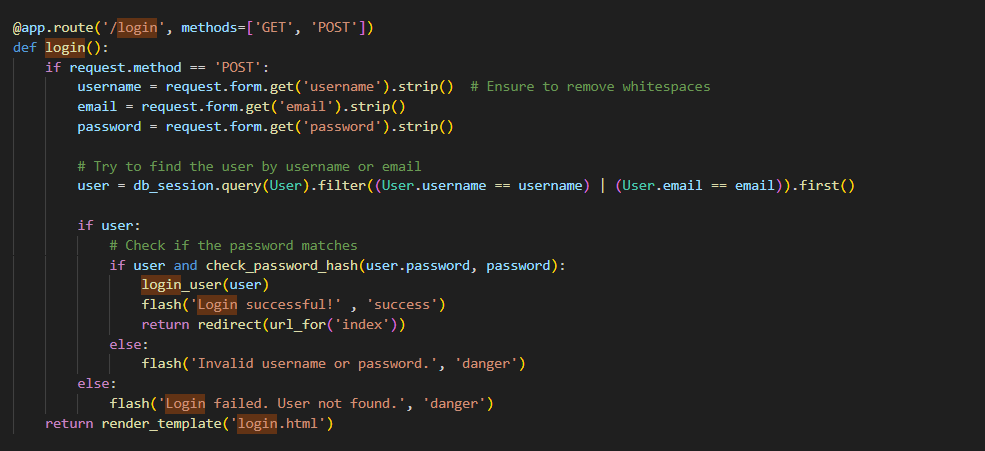 @app.route('/login', methods=['GET', 'POST'])
def login():
    if request.method == 'POST':
        username = request.form.get('username').strip()  # Ensure to remove whitespaces
        email = request.form.get('email').strip()
        password = request.form.get('password').strip()

        # Try to find the user by username or email
        user = db_session.query(User).filter((User.username == username) | (User.email == email)).first()

        if user:
            # Check if the password matches
            if user and check_password_hash(user.password, password):
                login_user(user)
                flash('Login successful!' , 'success')
                return redirect(url_for('index'))
            else:
                flash('Invalid username or password.', 'danger')
        else:
            flash('Login failed. User not found.', 'danger')
    return render_template('login.html')